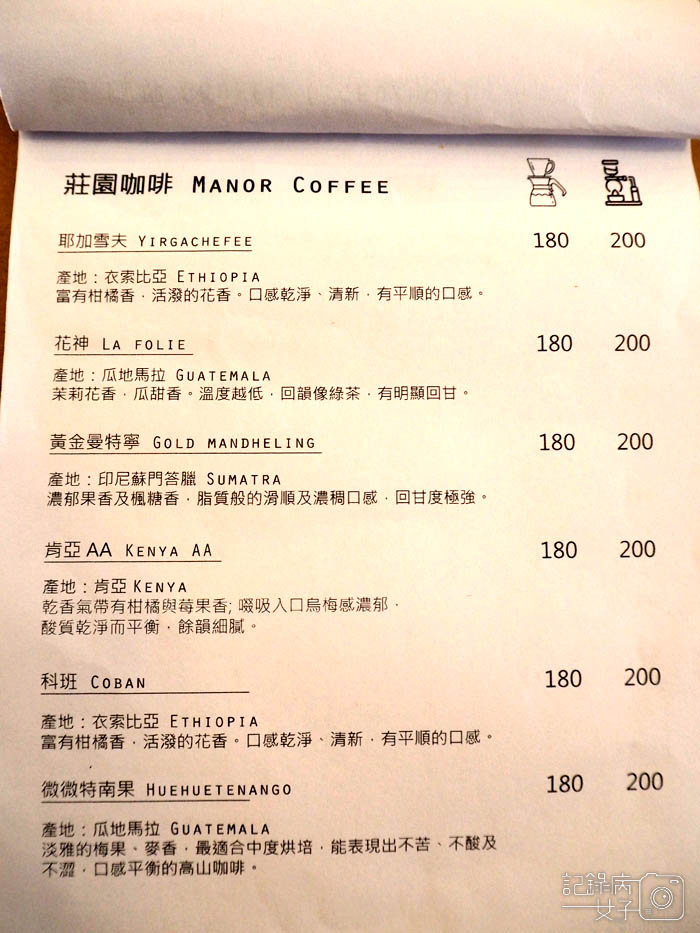 莊園咖啡 MANOR COFFEE
耶加雪夫 YIRGACHEFEE 180 200
產地：衣索比亞 ETHIOPIA
富有柑橘香，活潑的花香。口感乾淨、清新，有平順的口感。
花神 LA FOLIE 180 200
產地：瓜地馬拉 GUATEMALA
茉莉花香，瓜甜香。溫度越低，回韻像綠茶，有明顯回甘。
黃金曼特寧 GOLD MANDHELING 180 200
產地：印尼蘇門答臘 SUMATRA
濃郁果香及楓糖香，脂質般的滑順及濃稠口感，回甘度極強。
肯亞 AA KENYA AA 180 200
產地：肯亞 KENYA
乾香氣帶有柑橘與莓果香; 啜吸入口烏梅感濃郁，
酸質乾淨而平衡，餘韻細膩。
科班 COBAN 180 200
產地：衣索比亞 ETHIOPIA
富有柑橘香，活潑的花香。口感乾淨、清新，有平順的口感。
微微特南果 HUEHUETENANGO 180 200
產地：瓜地馬拉 GUATEMALA
淡雅的梅果、麥香，最適合中度烘培，能表現出不苦、不酸及
不澀，口感平衡的高山咖啡。
記錄丙
女子